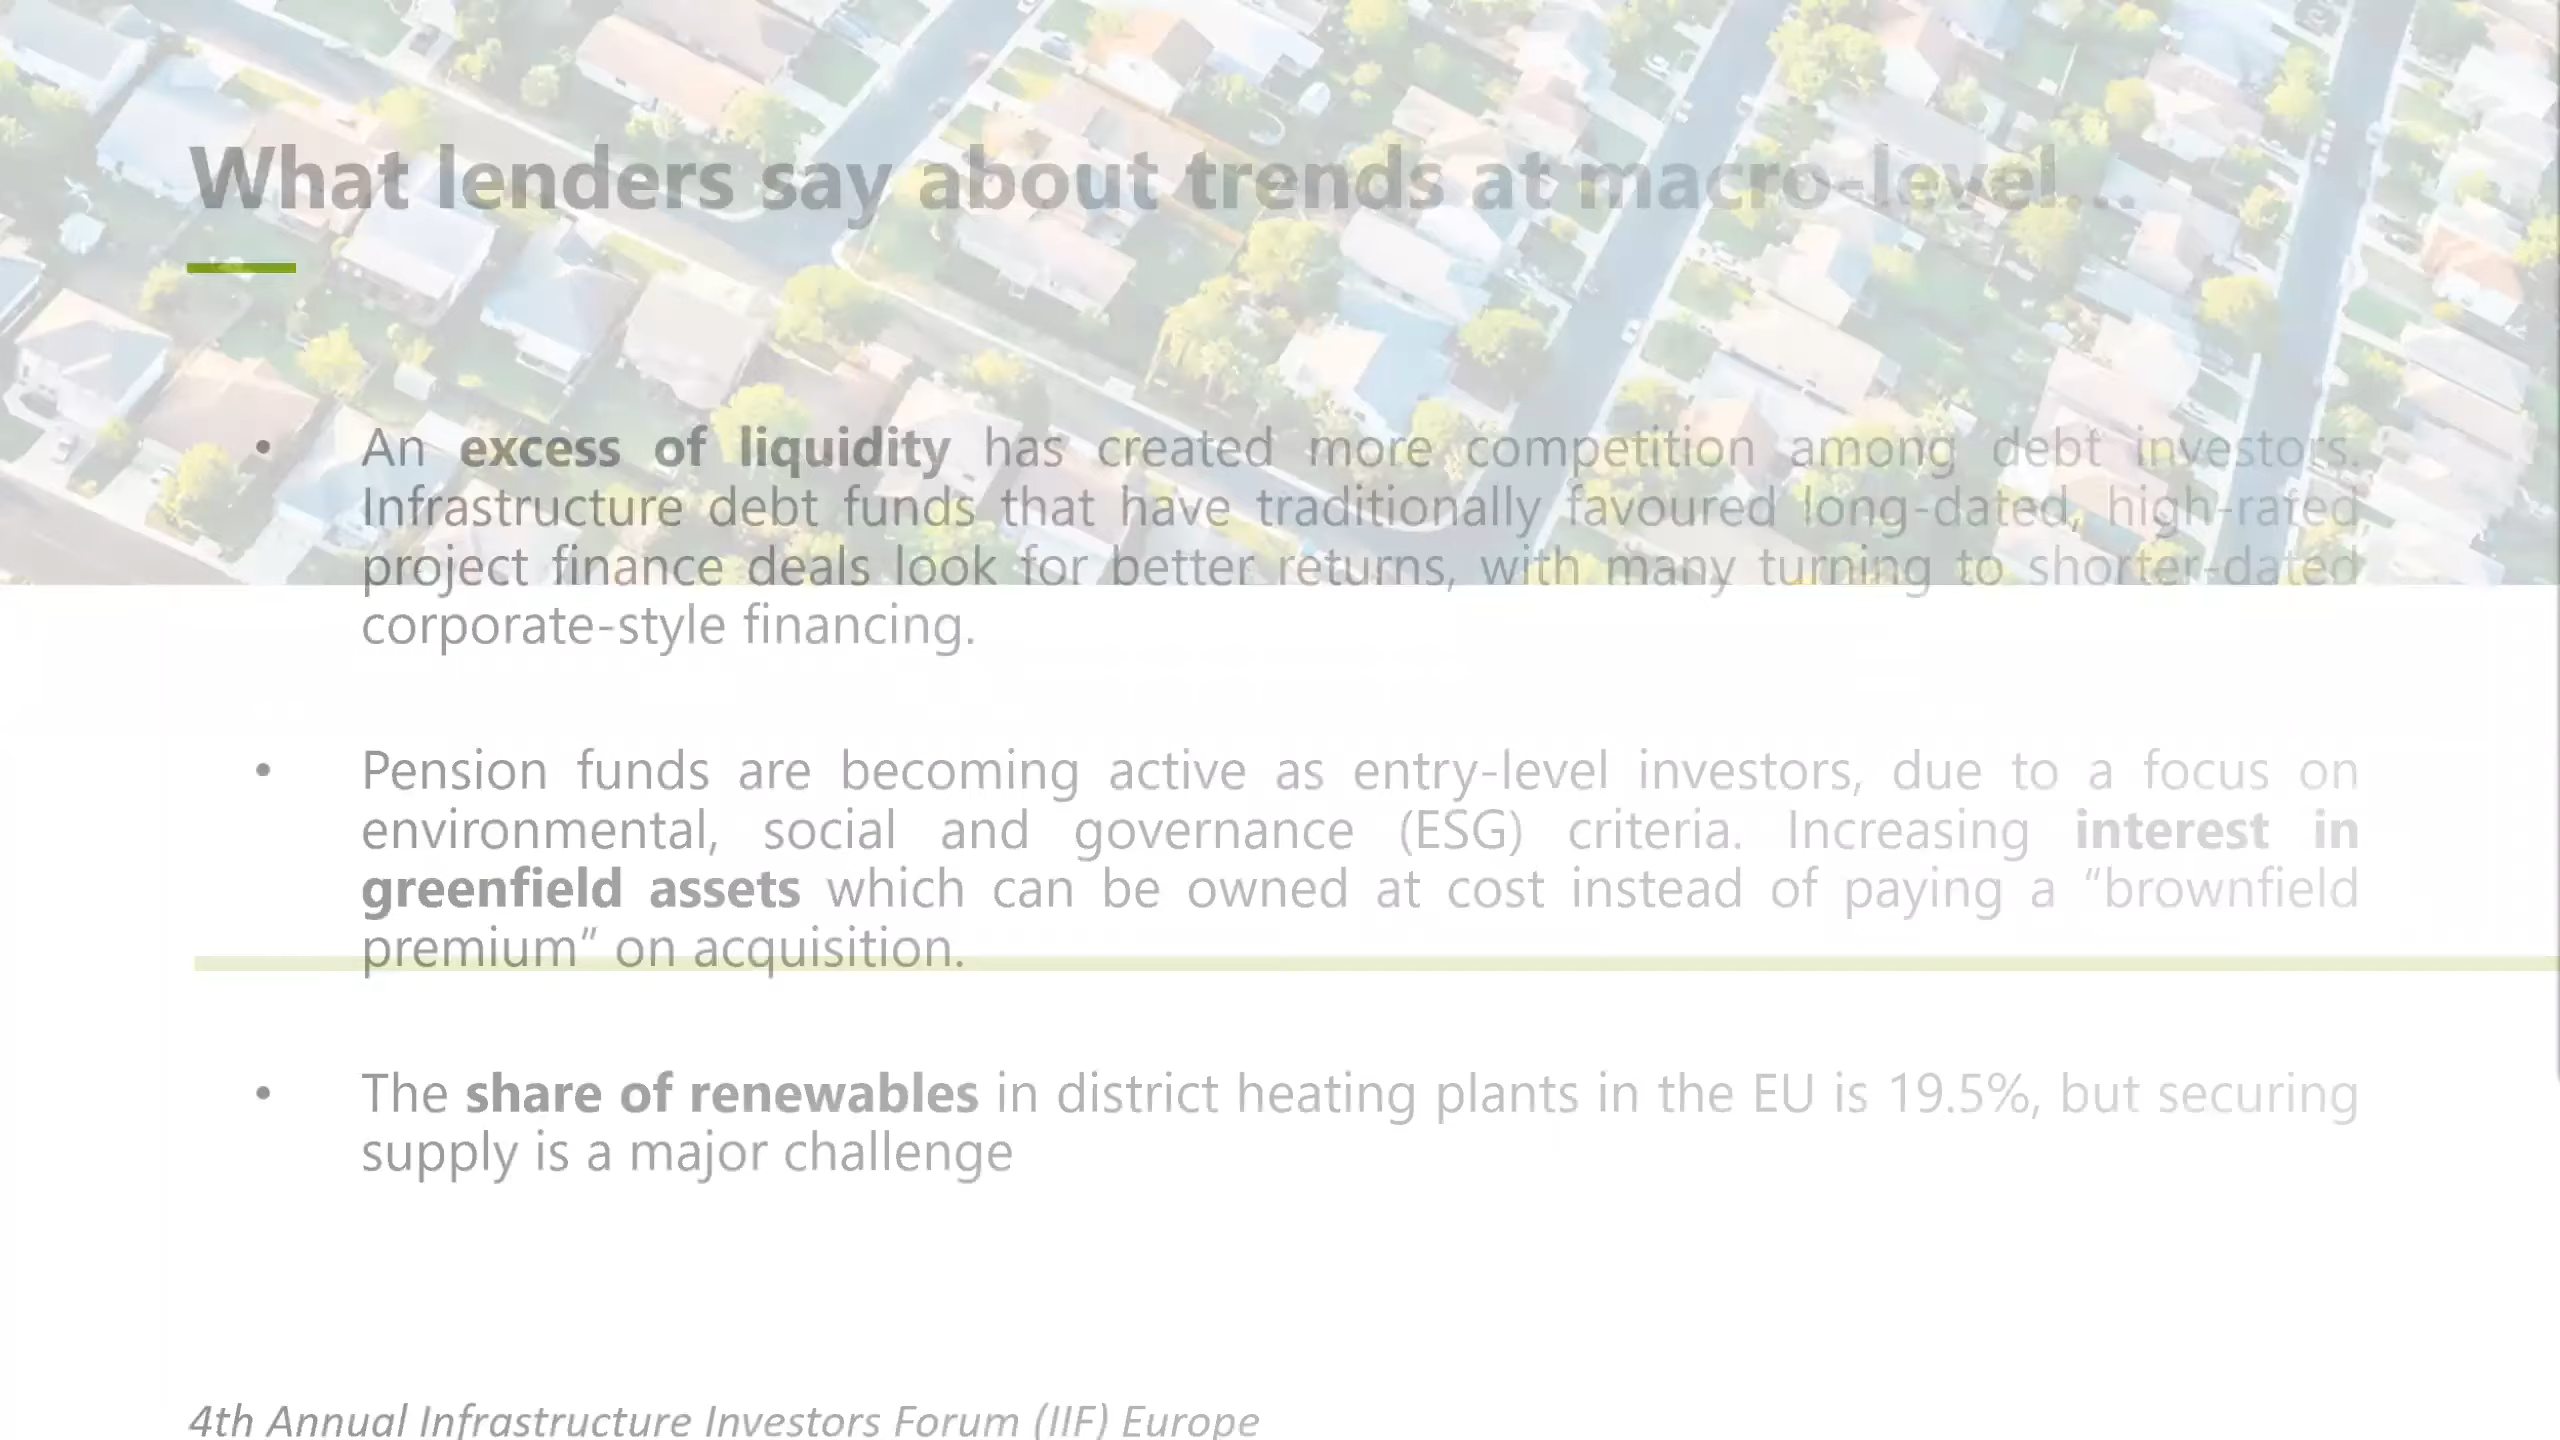 What lenders say about trends at macro-level...
• An excess of liquidity has created more competition among debt investors.
Infrastructure debt funds that have traditionally favoured long-dated, high-rated,
project finance deals look for better returns, with many turning to shorter-dated
corporate-style financing.
• Pension funds are becoming active as entry-level investors, due to a focus on
environmental, social and governance (ESG) criteria. Increasing interest in
greenfield assets which can be owned at cost instead of paying a “brownfield
premium” on acquisition.
• The share of renewables in district heating plants in the EU is 19.5%, but securing
supply is a major challenge
4th Annual Infrastructure Investors Forum (IIF) Europe